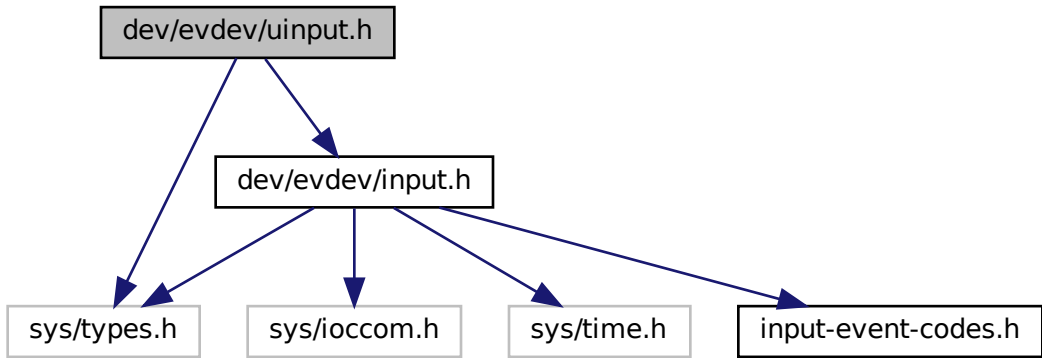 dev/evdev/uinput.h
dev/evdev/input.h
sys/types.h
sys/ioccom.h
sys/time.h
input-event-codes.h